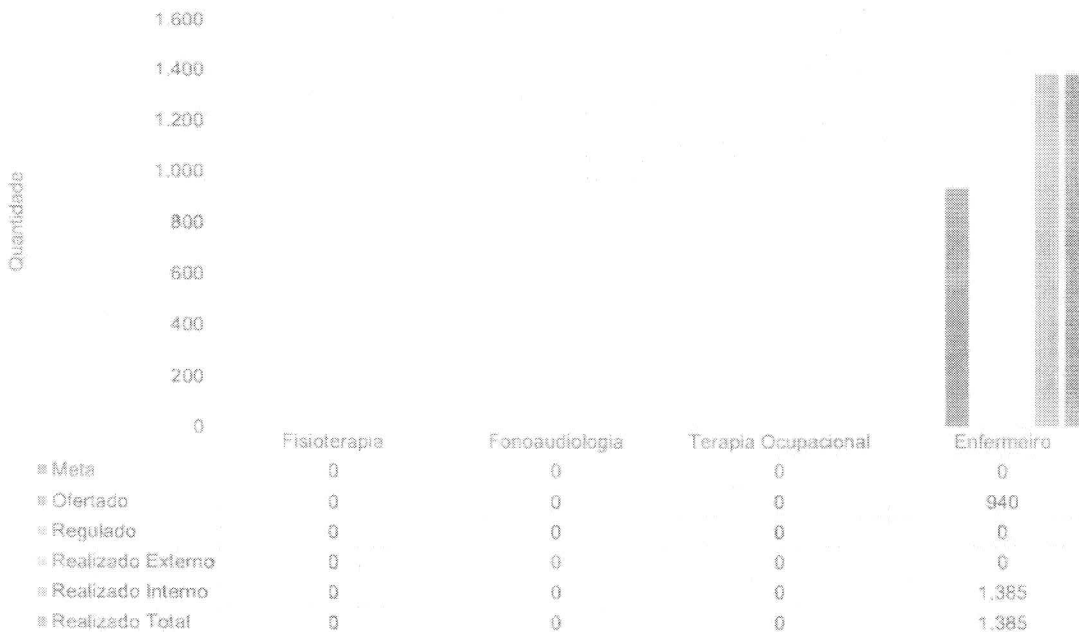 1.600
1.400
1.200
1.000
800
600
400
200
0
Quantidade
Fisioterapia Fonoaudiologia Terapia Ocupacional Enfermeiro
Meta 0 0 0 0
Ofertado 0 0 0 940
Regulado 0 0 0 0
Realizado Externo 0 0 0 0
Realizado Interno 0 0 0 1.385
Realizado Total 0 0 0 1.385